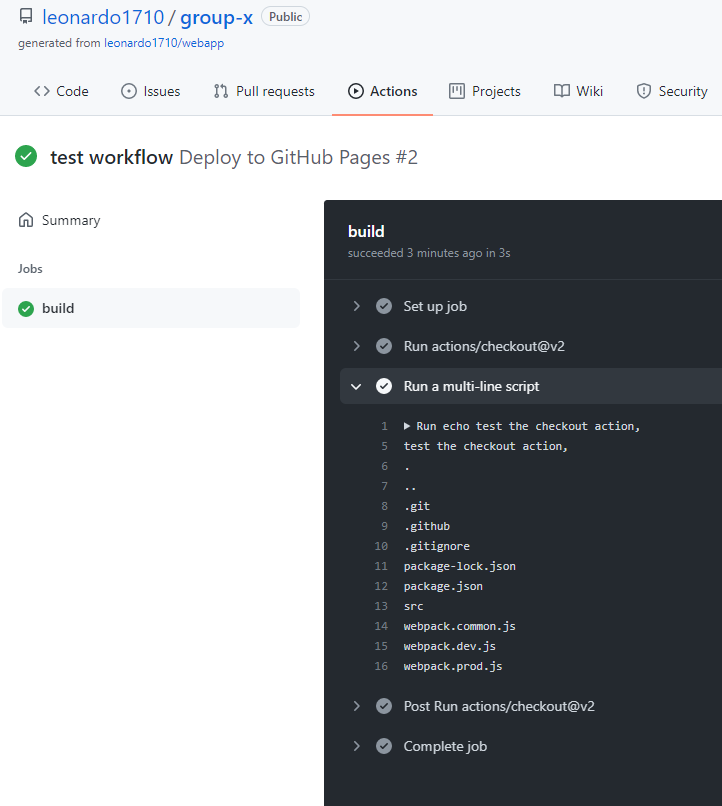 leonardo1710 / group-x Public
generated from leonardo1710/webapp
Code Issues Pull requests Actions Projects Wiki Security
test workflow Deploy to GitHub Pages #2
Summary
Jobs
build
build
succeeded 3 minutes ago in 3s
Set up job
Run actions/checkout@v2
Run a multi-line script
1 Run echo test the checkout action,
5 test the checkout action,
6 .
7 ..
8 .git
9 .github
10 .gitignore
11 package-lock.json
12 package.json
13 src
14 webpack.common.js
15 webpack.dev.js
16 webpack.prod.js
Post Run actions/checkout@v2
Complete job